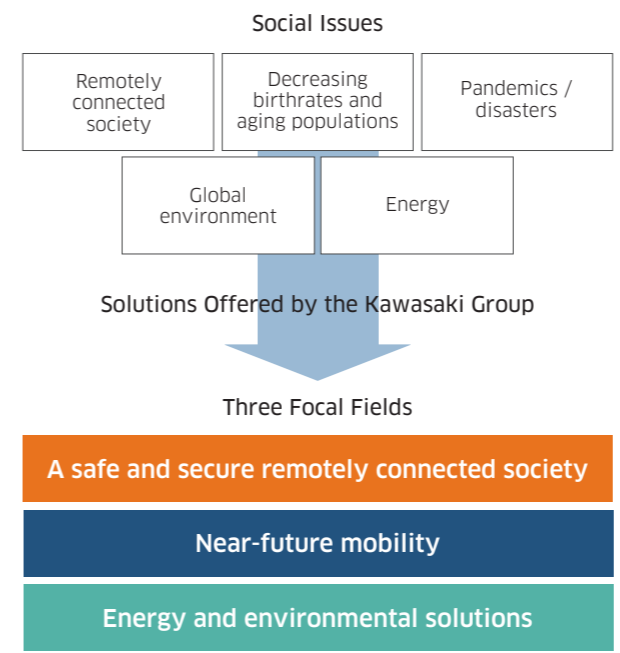 Social Issues
Remotely
connected
society
Decreasing
birthrates and
aging populations
Pandemics /
disasters
Global
environment
Energy
Solutions Offered by the Kawasaki Group
Three Focal Fields
A safe and secure remotely connected society
Near-future mobility
Energy and environmental solutions